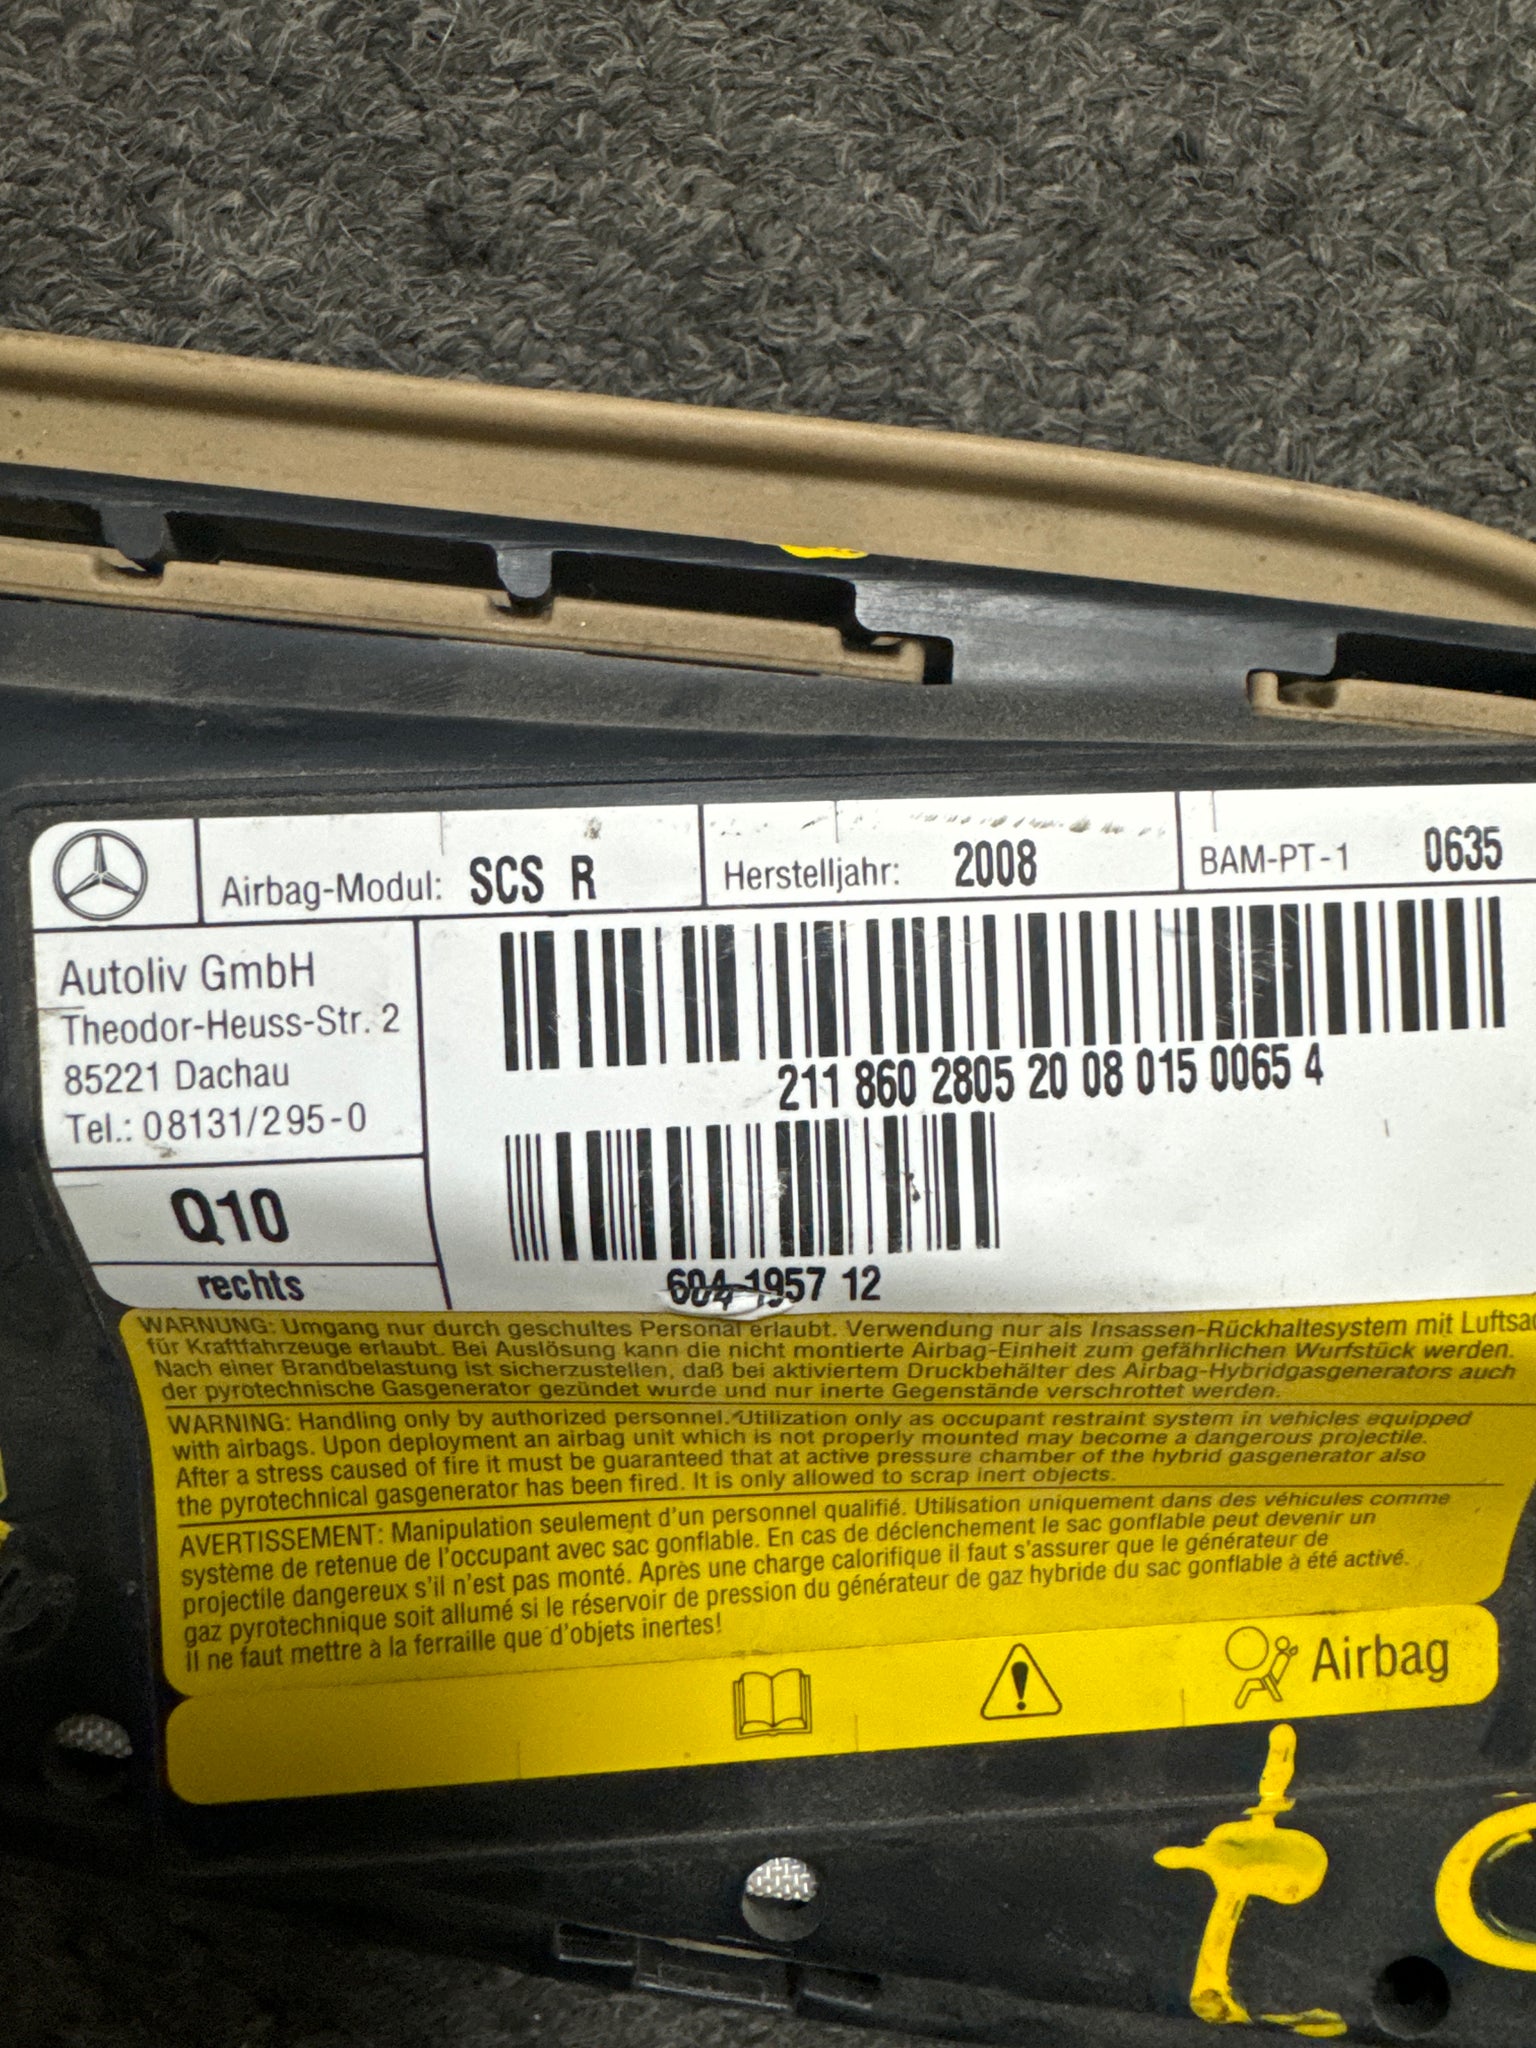 Airbag-Modul: SCS R
Herstelljahr: 2008
BAM-PT-1 0635
Autoliv GmbH
Theodor-Heuss-Str. 2
85221 Dachau
Tel.: 08131/295-0
211 860 2805 20 08 015 0065 4
Q10
rechts
604 1957 12
WARNUNG: Umgang nur durch geschultes Personal erlaubt. Verwendung nur als Insassen-Rückhaltesystem mit
für Kraftfahrzeuge erlaubt. Bei Auslösung kann die nicht montierte Airbag-Einheit zum gefährlichen Wurfstück werden.
Nach einer Brandbelastung ist sicherzustellen, daß bei aktiviertem Druckbehälter des Airbag-Hybridgasgenerators auch
der pyrotechnische Gasgenerator gezündet wurde und nur inerte Gegenstände verschrottet werden.
WARNING: Handling only by authorized personnel. Utilization only as occupant restraint system in vehicles equipped
with airbags. Upon deployment an airbag unit which is not properly mounted may become a dangerous projectile.
After a stress caused of fire it must be guaranteed that at active pressure chamber of the hybrid gasgenerator also
the pyrotechnical gasgenerator has been fired. It is only allowed to scrap inert objects.
AVERTISSEMENT: Manipulation seulement d'un personnel qualifié. Utilisation uniquement dans des véhicules comme
système de retenue de l'occupant avec sac gonflable. En cas de déclenchement le sac gonflable peut devenir un
projectile dangereux s'il n'est pas monté. Après une charge calorifique il faut s'assurer que le générateur de
gaz pyrotechnique soit allumé si le réservoir de pression du générateur de gaz hybride du sac gonflable à été activé.
Il ne faut mettre à la ferraille que d'objets inertes!
Airbag